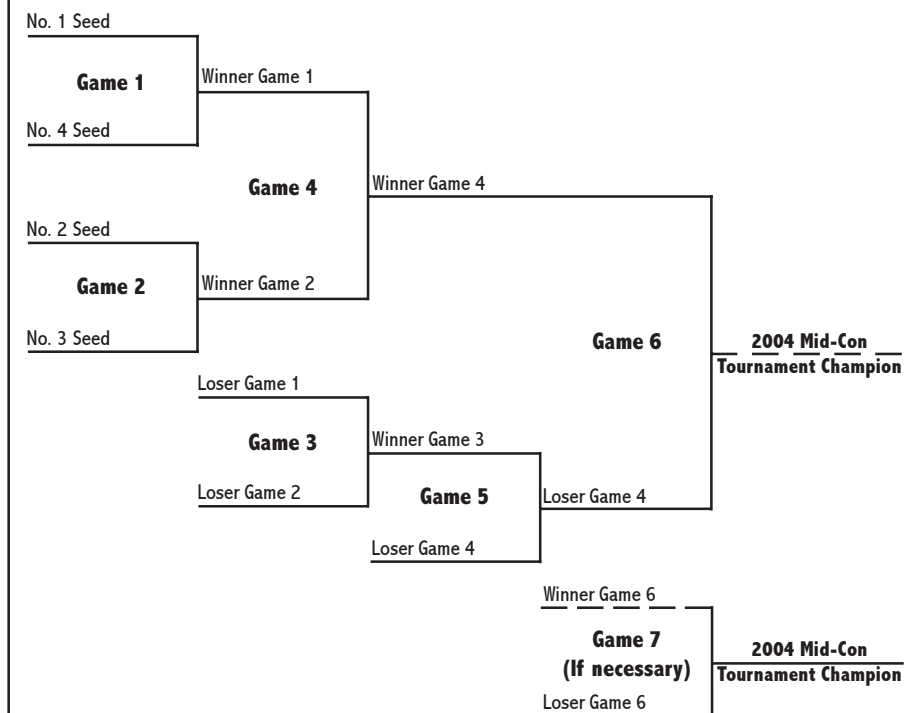 No. 1 Seed
Game 1
Winner Game 1
No. 4 Seed
Game 4
Winner Game 4
No. 2 Seed
Game 2
Winner Game 2
No. 3 Seed
Game 6
2004 Mid-Con
Tournament Champion
Loser Game 1
Game 3
Winner Game 3
Loser Game 2
Game 5
Loser Game 4
Loser Game 4
Winner Game 6
Game 7
(If necessary)
2004 Mid-Con
Tournament Champion
Loser Game 6